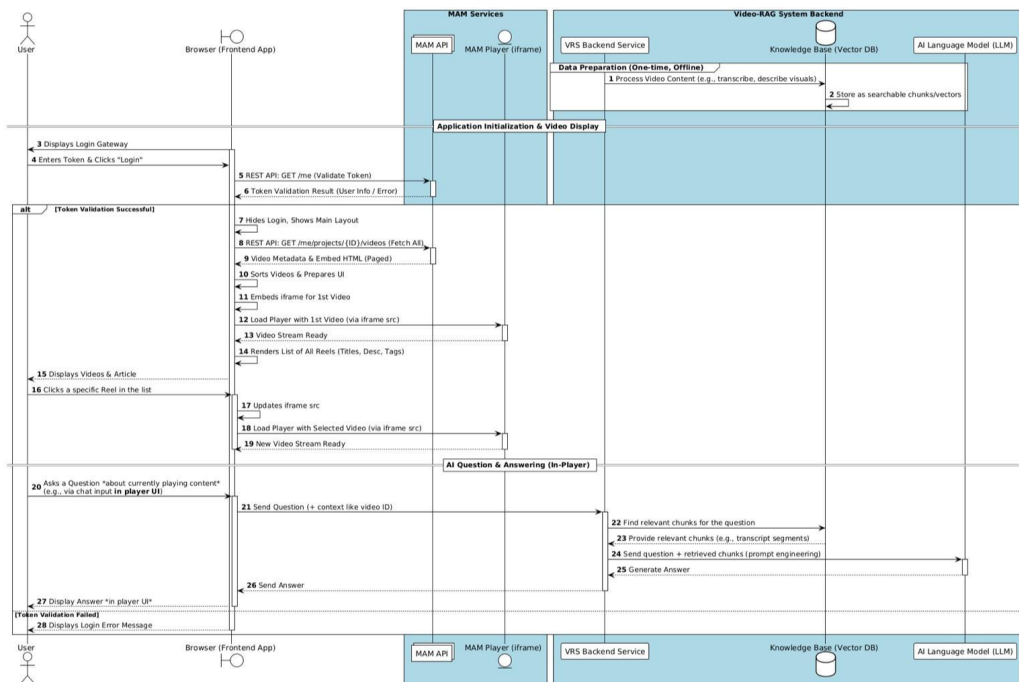 MAM Services
Video-RAG System Backend
User
Browser (Frontend App)
MAM API
MAM Player (iframe)
VRS Backend Service
Knowledge Base (Vector DB)
AI Language Model (LLM)
Data Preparation (One-time, Offline)
1 Process Video Content (e.g., transcribe, describe visuals)
2 Store as searchable chunks/vectors
Application Initialization & Video Display
3 Displays Login Gateway
4 Enters Token & Clicks "Login"
5 REST API: GET /me (Validate Token)
6 Token Validation Result (User Info / Error)
alt [Token Validation Successful]
7 Hides Login, Shows Main Layout
8 REST API: GET /me/projects/{ID}/videos (Fetch All)
9 Video Metadata & Embed HTML (Paged)
10 Sorts Videos & Prepares UI
11 Embeds iframe for 1st Video
12 Load Player with 1st Video (via iframe src)
13 Video Stream Ready
14 Renders List of All Reels (Titles, Desc, Tags)
15 Displays Videos & Article
16 Clicks a specific Reel in the list
17 Updates iframe src
18 Load Player with Selected Video (via iframe src)
19 New Video Stream Ready
AI Question & Answering (In-Player)
20 Asks a Question *about currently playing content*
(e.g., via chat input in player UI)
21 Send Question (+ context like video ID)
22 Find relevant chunks for the question
23 Provide relevant chunks (e.g., transcript segments)
24 Send question + retrieved chunks (prompt engineering)
25 Generate Answer
26 Send Answer
27 Display Answer *in player UI*
[Token Validation Failed]
28 Displays Login Error Message
User
Browser (Frontend App)
MAM API
MAM Player (iframe)
VRS Backend Service
Knowledge Base (Vector DB)
AI Language Model (LLM)